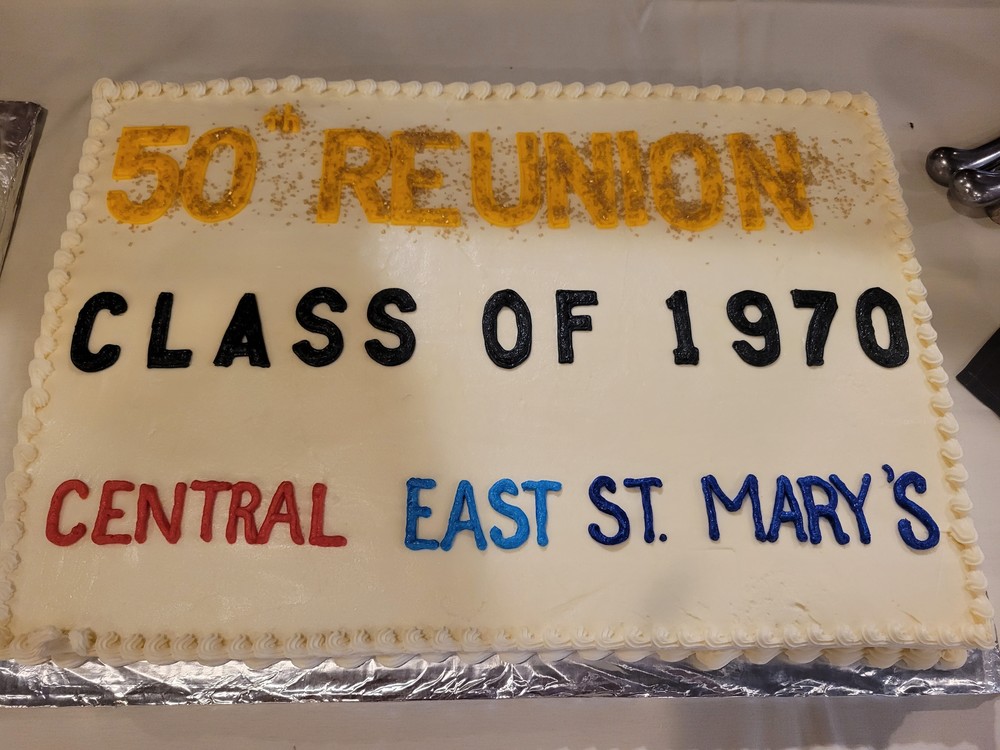 50th REUNION
CLASS OF 1970
CENTRAL EAST ST. MARY'S